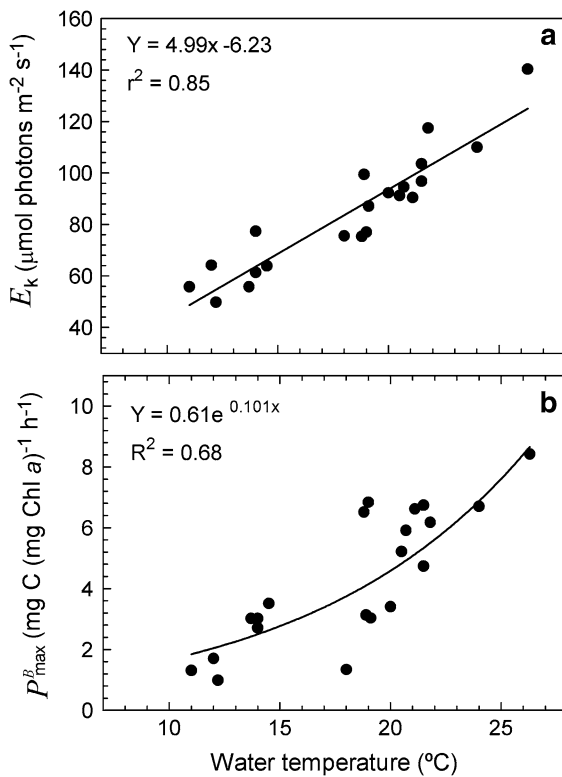 a
Y = 4.99x -6.23
r² = 0.85
160
140
120
100
80
60
40
Eₖ (μmol photons m⁻² s⁻¹)
b
Y = 0.61e ^0.101x
R² = 0.68
10
8
6
4
2
0
Pᴮmax (mg C (mg Chl a)⁻¹ h⁻¹)
10 15 20 25
Water temperature (ºC)